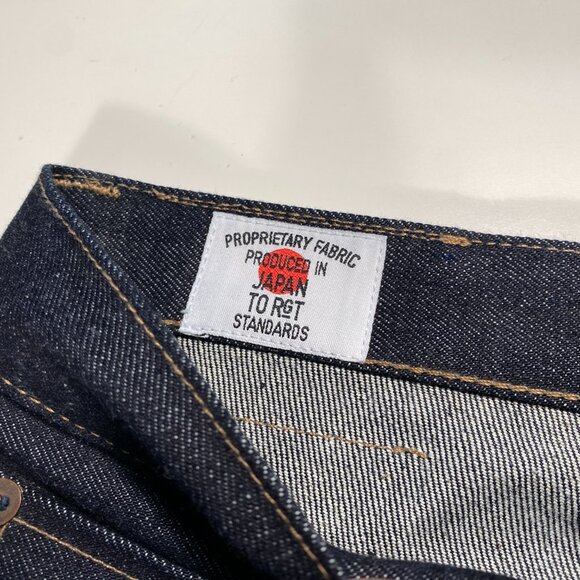 PROPRIETARY FABRIC
PRODUCED IN
JAPAN
TO RGT
STANDARDS